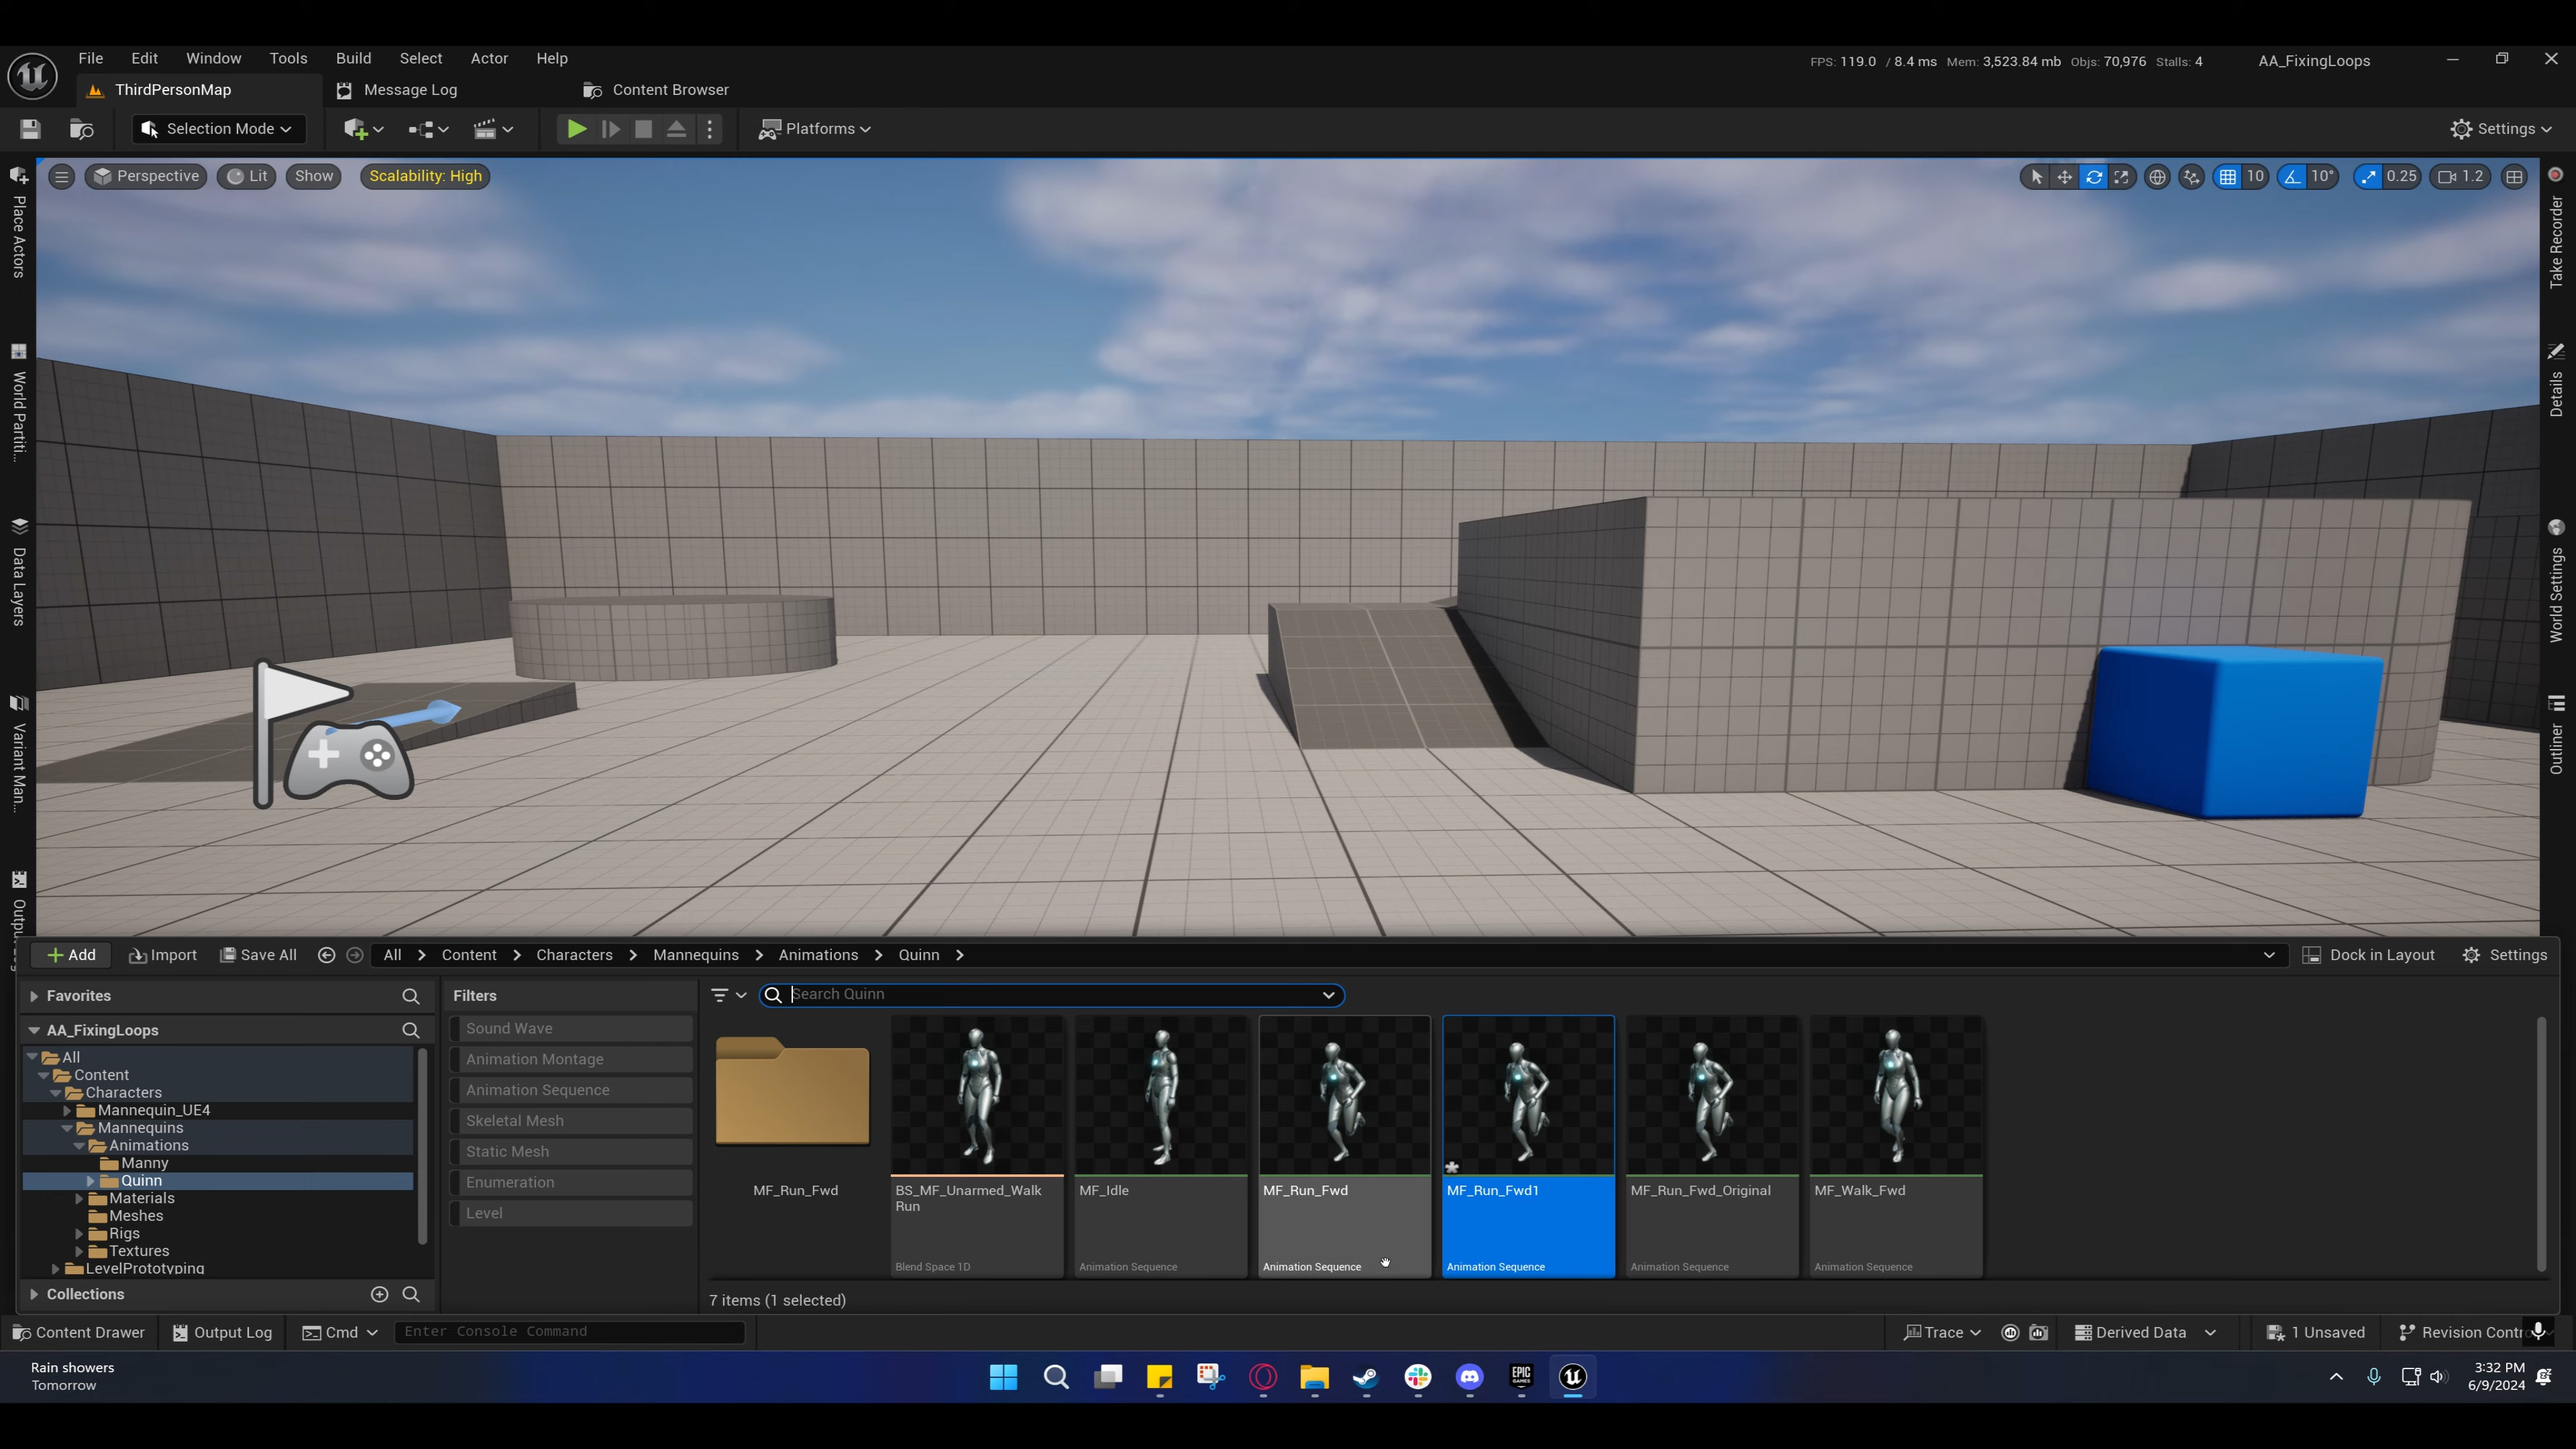 File Edit Window Tools Build Select Actor Help
FPS: 119.0 / 8.4 ms Mem: 3,523.84 mb Objs: 70,976 Stalls: 4
AA_FixingLoops
ThirdPersonMap
Message Log
Content Browser
Selection Mode
Platforms
Settings
Perspective
Lit
Show
Scalability: High
10
10°
0.25
1.2
Place Actors
World Partiti...
Data Layers
Variant Man...
Take Recorder
Details
World Settings
Outliner
Add
Import
Save All
All > Content > Characters > Mannequins > Animations > Quinn >
Dock in Layout
Settings
Favorites
AA_FixingLoops
All
Content
Characters
Mannequin_UE4
Mannequins
Animations
Manny
Quinn
Materials
Meshes
Rigs
Textures
LevelPrototyping
Collections
Filters
Sound Wave
Animation Montage
Animation Sequence
Skeletal Mesh
Static Mesh
Enumeration
Level
Search Quinn
MF_Run_Fwd
BS_MF_Unarmed_Walk
Run
Blend Space 1D
MF_Idle
Animation Sequence
MF_Run_Fwd
Animation Sequence
MF_Run_Fwd1
Animation Sequence
MF_Run_Fwd_Original
Animation Sequence
MF_Walk_Fwd
Animation Sequence
7 items (1 selected)
Content Drawer
Output Log
Cmd
Enter Console Command
Trace
Derived Data
1 Unsaved
Revision Contr
Rain showers
Tomorrow
EPIC
GAMES
3:32 PM
6/9/2024